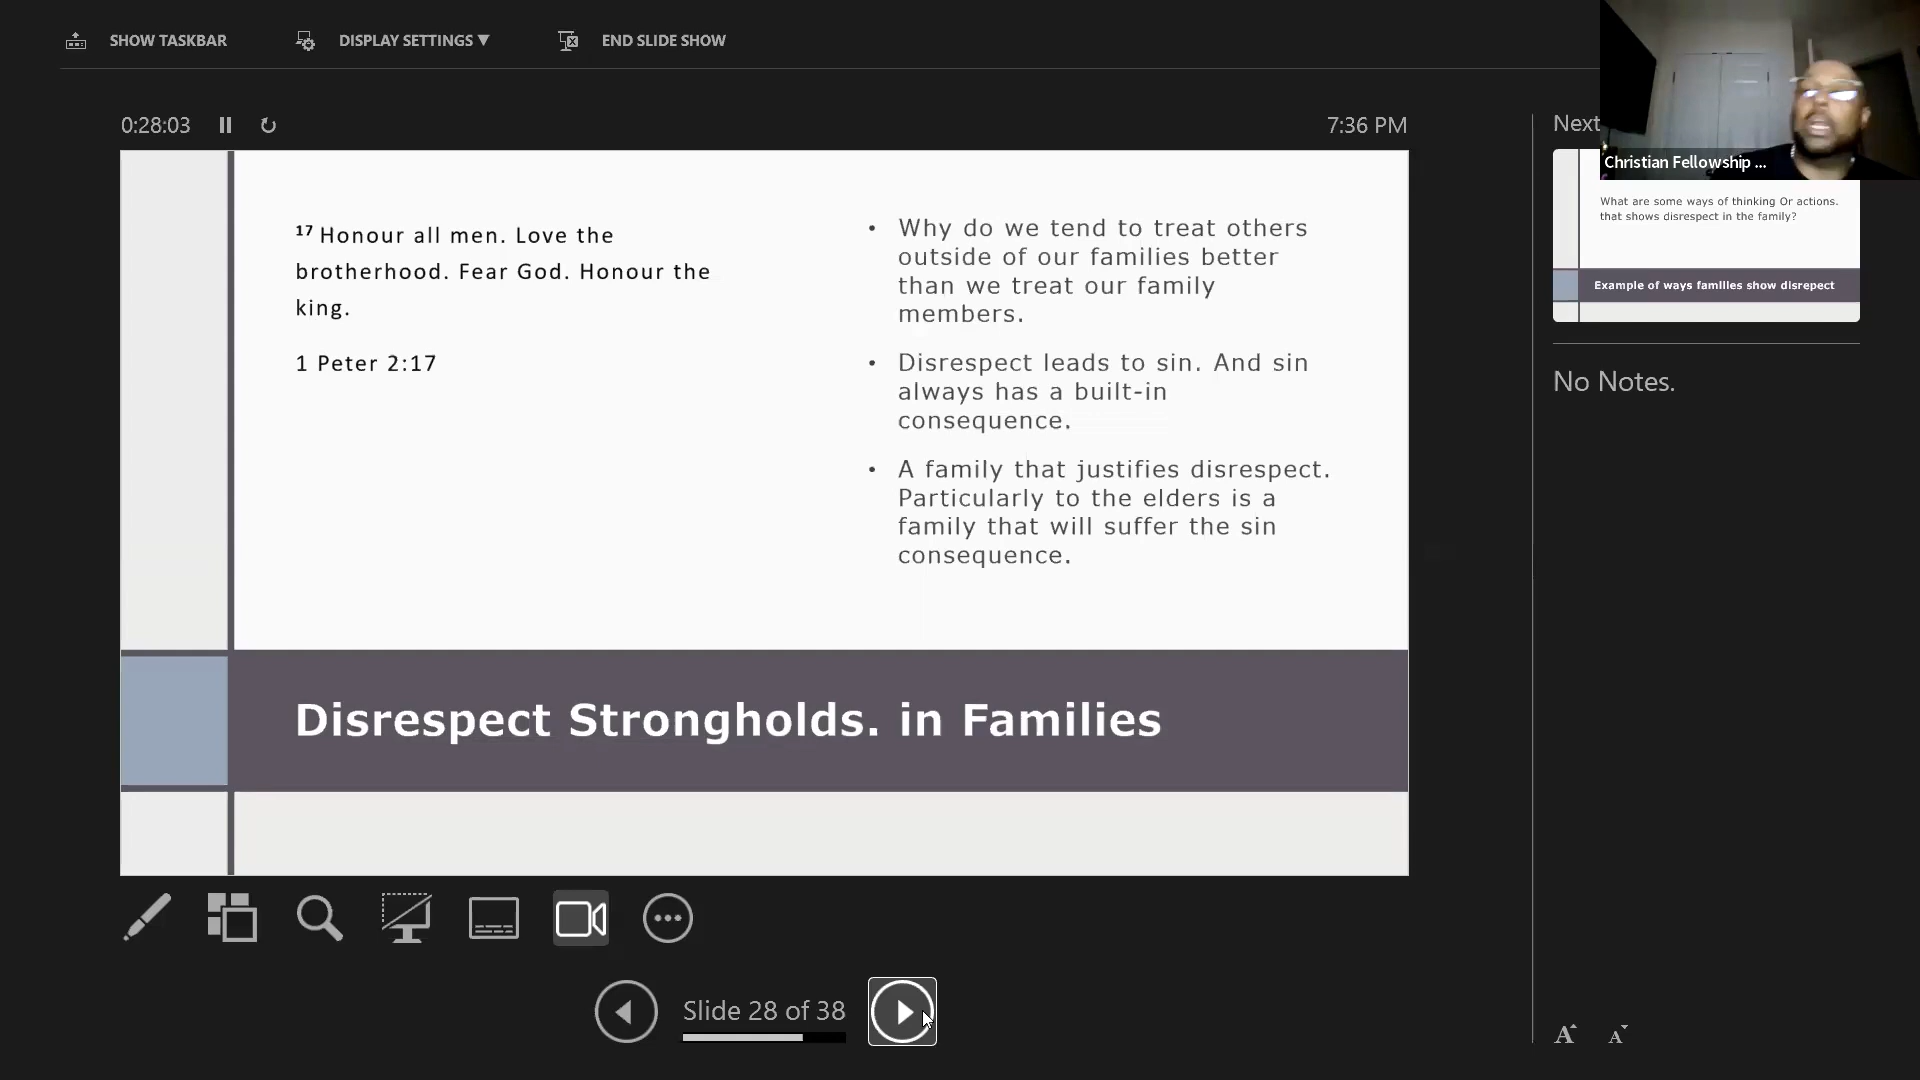 SHOW TASKBAR
DISPLAY SETTINGS ▼
END SLIDE SHOW
0:28:03
7:36 PM
17 Honour all men. Love the
brotherhood. Fear God. Honour the
king.
1 Peter 2:17
• Why do we tend to treat others
outside of our families better
than we treat our family
members.
• Disrespect leads to sin. And sin
always has a built-in
consequence.
• A family that justifies disrespect.
Particularly to the elders is a
family that will suffer the sin
consequence.
Disrespect Strongholds. in Families
Next
Christian Fellowship ...
What are some ways of thinking Or actions.
that shows disrespect in the family?
Example of ways families show disrepect
No Notes.
Slide 28 of 38
A A